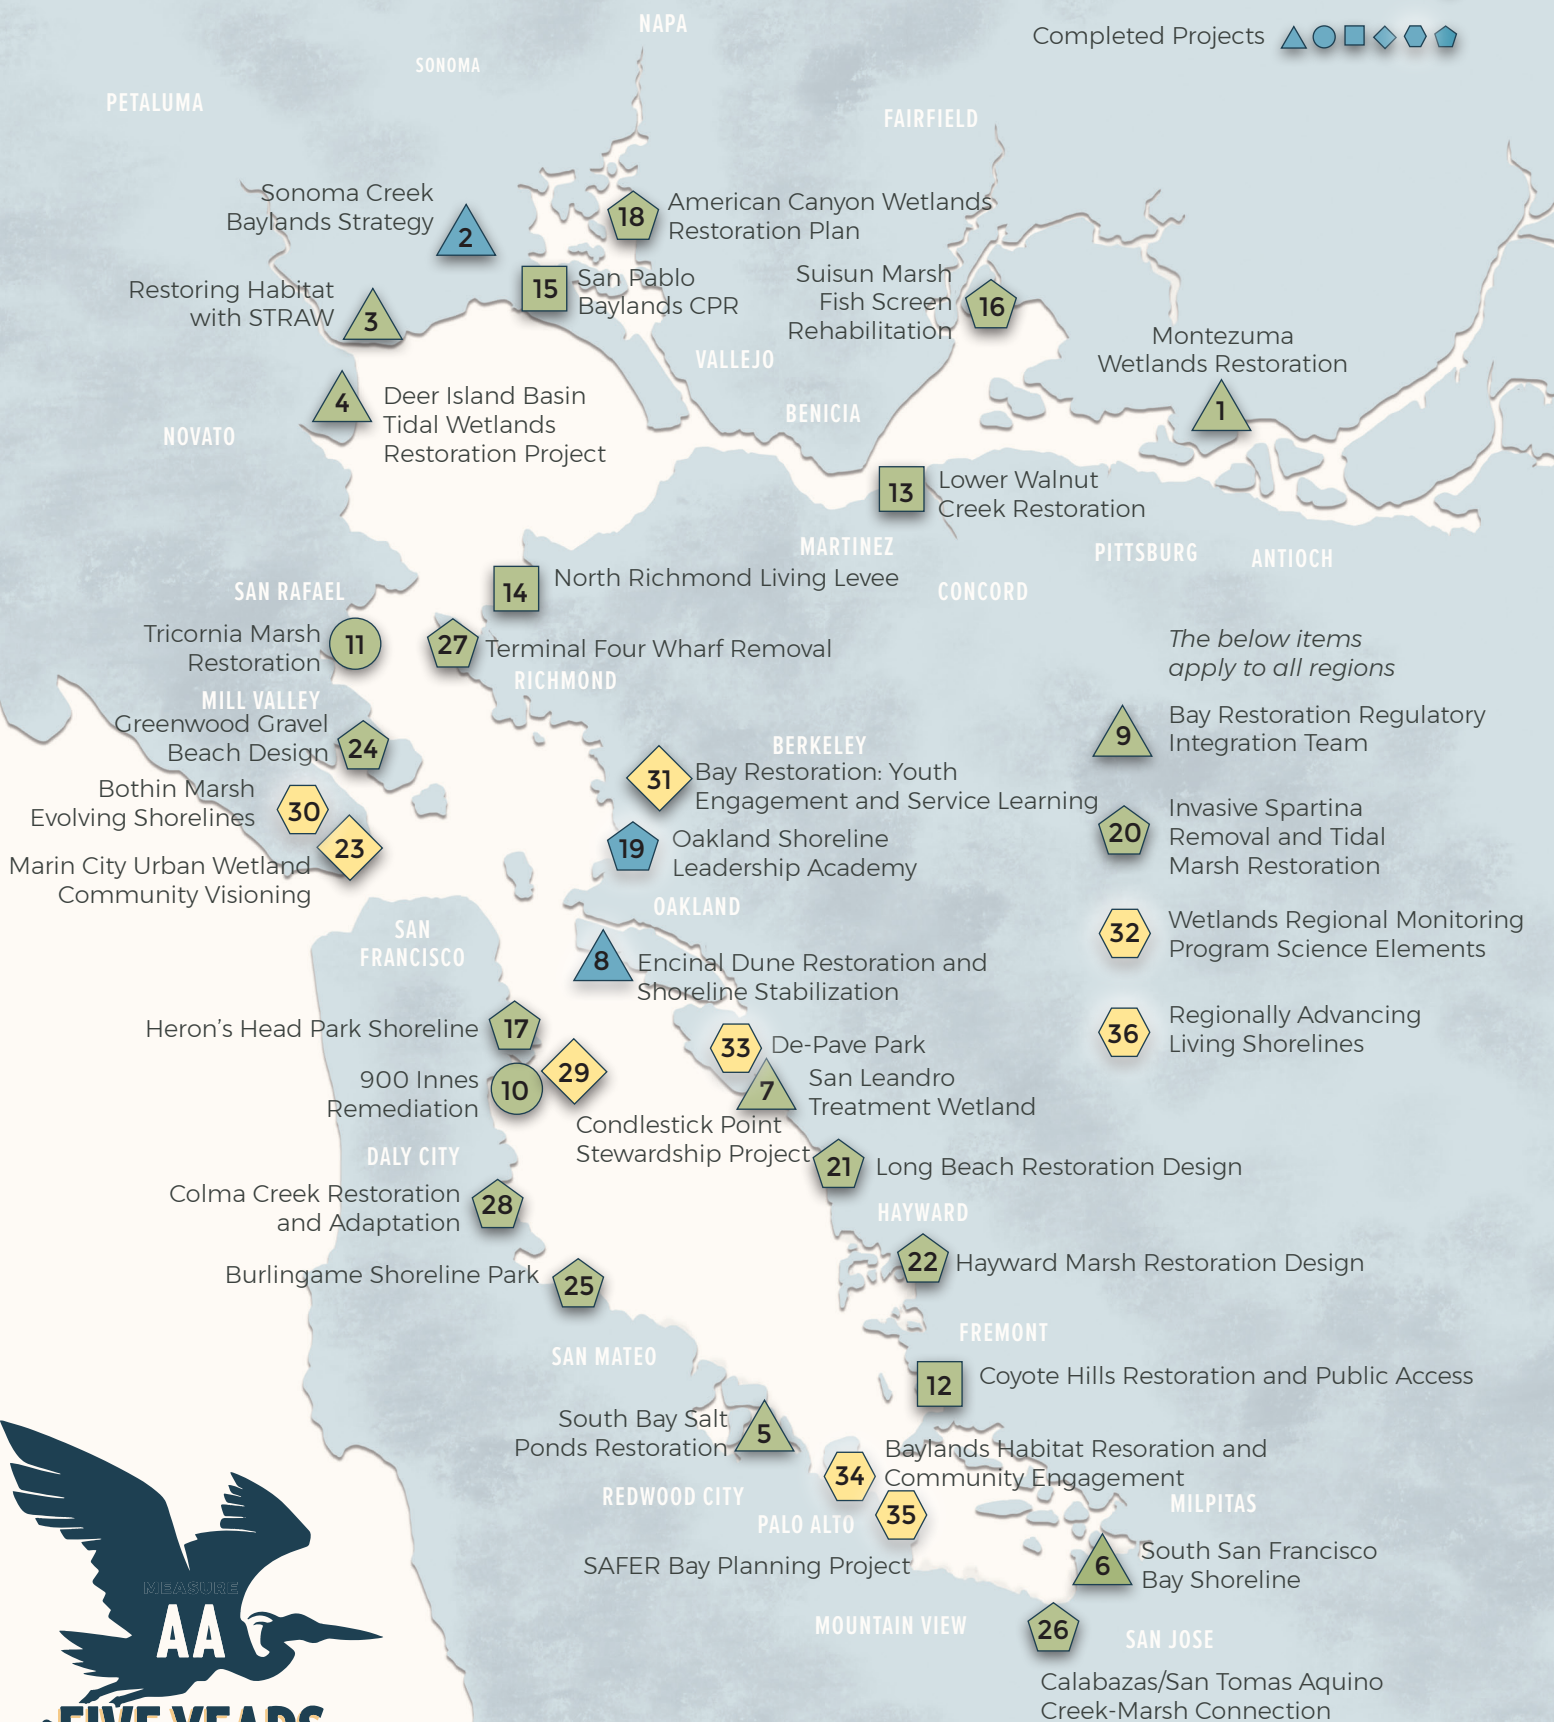 NAPA
Completed Projects
SONOMA
PETALUMA
FAIRFIELD
Sonoma Creek
Baylands Strategy
2
18
American Canyon Wetlands
Restoration Plan
Restoring Habitat
with STRAW
3
15
San Pablo
Baylands CPR
Suisun Marsh
Fish Screen
Rehabilitation
16
Montezuma
Wetlands Restoration
1
VALLEJO
BENICIA
4
Deer Island Basin
Tidal Wetlands
Restoration Project
NOVATO
13
Lower Walnut
Creek Restoration
MARTINEZ
PITTSBURG
ANTIOCH
CONCORD
14
North Richmond Living Levee
SAN RAFAEL
Tricornia Marsh
Restoration
11
27
Terminal Four Wharf Removal
RICHMOND
The below items
apply to all regions
MILL VALLEY
Greenwood Gravel
Beach Design
24
9
Bay Restoration Regulatory
Integration Team
BERKELEY
31
Bay Restoration: Youth
Engagement and Service Learning
Bothin Marsh
Evolving Shorelines
30
20
Invasive Spartina
Removal and Tidal
Marsh Restoration
23
Marin City Urban Wetland
Community Visioning
19
Oakland Shoreline
Leadership Academy
OAKLAND
32
Wetlands Regional Monitoring
Program Science Elements
SAN
FRANCISCO
8
Encinal Dune Restoration and
Shoreline Stabilization
36
Regionally Advancing
Living Shorelines
Heron's Head Park Shoreline
17
33
De-Pave Park
900 Innes
Remediation
10
29
7
San Leandro
Treatment Wetland
Condlestick Point
Stewardship Project
DALY CITY
21
Long Beach Restoration Design
Colma Creek Restoration
and Adaptation
28
HAYWARD
22
Hayward Marsh Restoration Design
Burlingame Shoreline Park
25
FREMONT
SAN MATEO
12
Coyote Hills Restoration and Public Access
South Bay Salt
Ponds Restoration
5
34
Baylands Habitat Resoration and
Community Engagement
REDWOOD CITY
PALO ALTO
35
MILPITAS
SAFER Bay Planning Project
6
South San Francisco
Bay Shoreline
MOUNTAIN VIEW
26
SAN JOSE
Calabazas/San Tomas Aquino
Creek-Marsh Connection
MEASURE
AA
FIVE YEARS